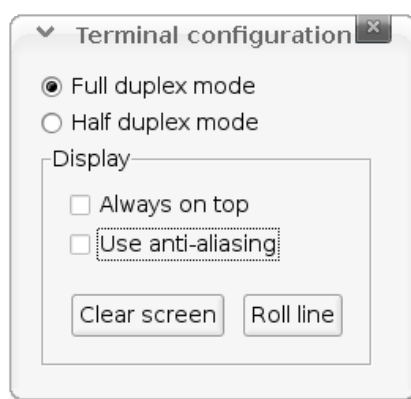 Terminal configuration
Full duplex mode
Half duplex mode
Display
Always on top
Use anti-aliasing
Clear screen Roll line